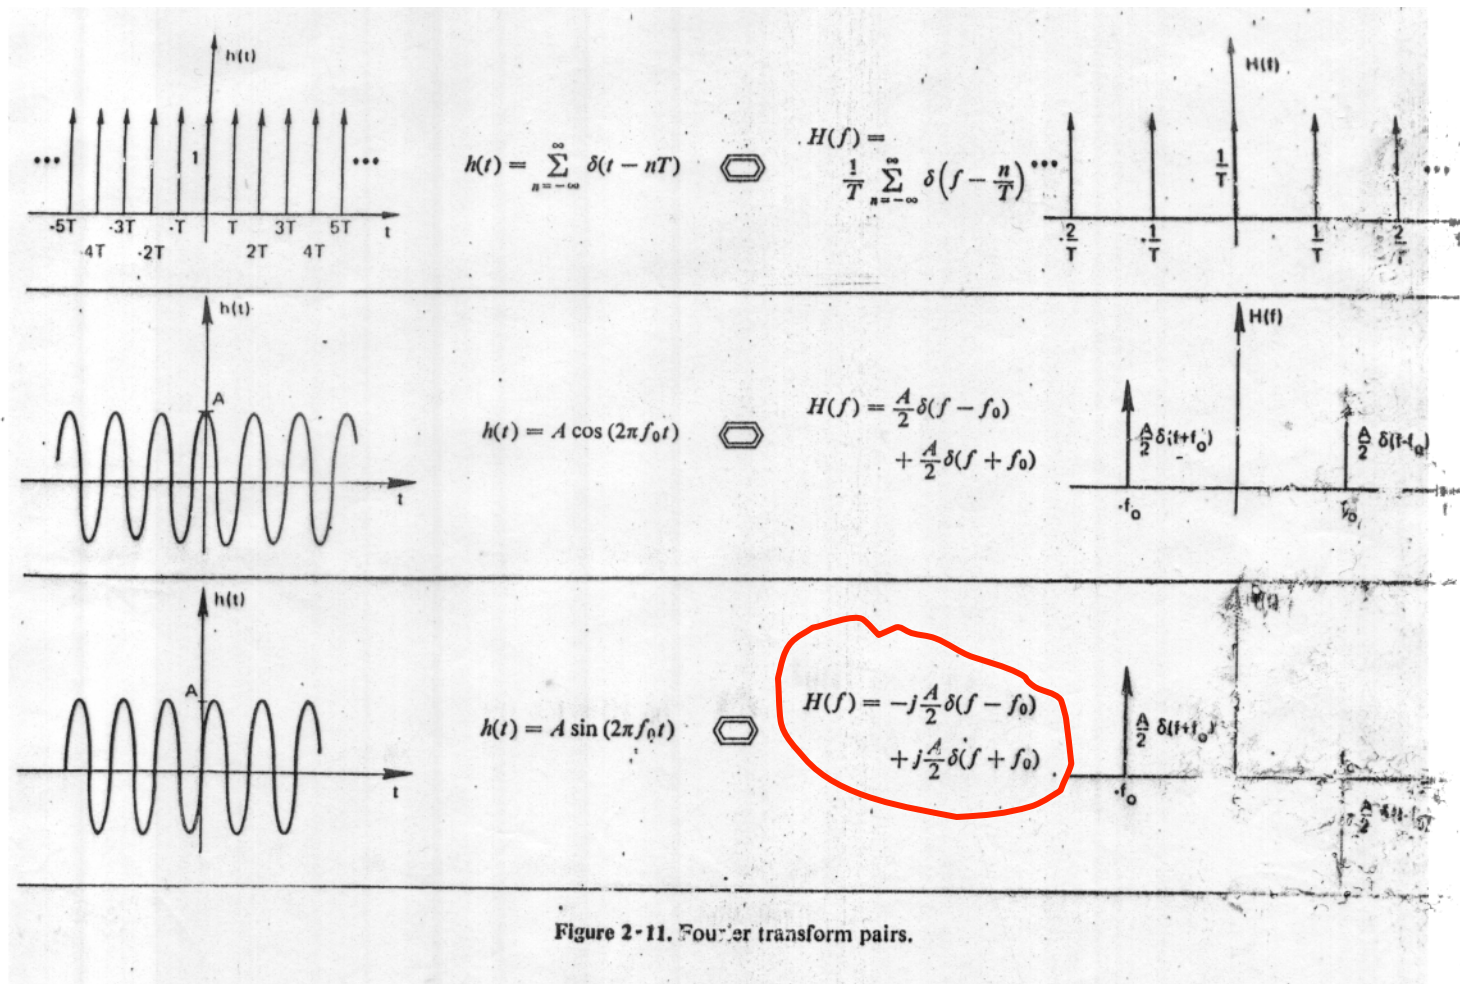 h(t)
1
-5T -3T -T T 3T 5T t
-4T -2T 2T 4T
h(t) = ∑_{n=-∞}^{∞} δ(t − nT)
H(f) =
1/T ∑_{n=-∞}^{∞} δ(f − n/T)
H(f)
1/T
-2/T -1/T 1/T 2/T
h(t)
A
t
h(t) = A cos (2πf₀t)
H(f) = A/2 δ(f − f₀)
+ A/2 δ(f + f₀)
H(f)
A/2 δ(f+f₀) A/2 δ(f-f₀)
-f₀ f₀ f
h(t)
A
t
h(t) = A sin (2πf₀t)
H(f) = −j A/2 δ(f − f₀)
+ j A/2 δ(f + f₀)
A/2 δ(f+f₀)
-f₀
Figure 2-11. Fourier transform pairs.